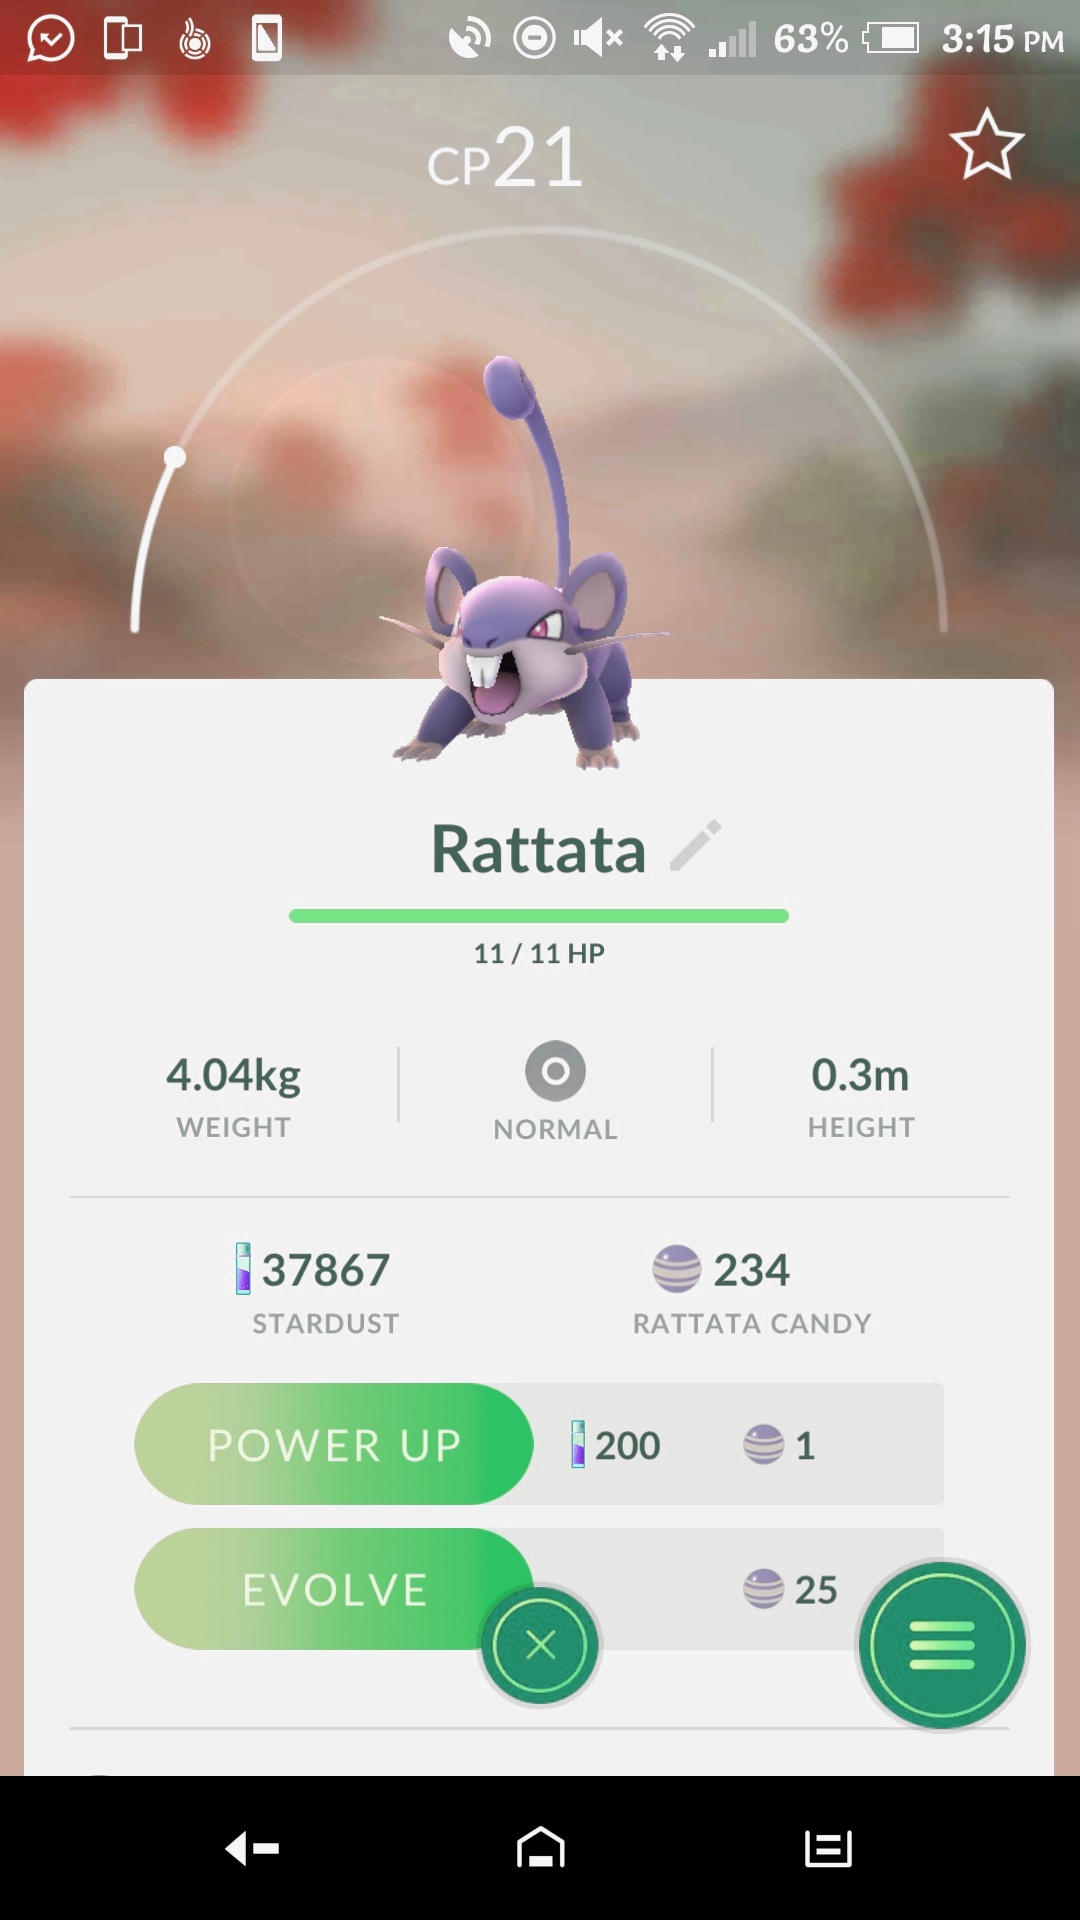 63% 3:15 PM
CP21
Rattata
11 / 11 HP
4.04kg
WEIGHT
NORMAL
0.3m
HEIGHT
37867
STARDUST
234
RATTATA CANDY
POWER UP 200 1
EVOLVE 25